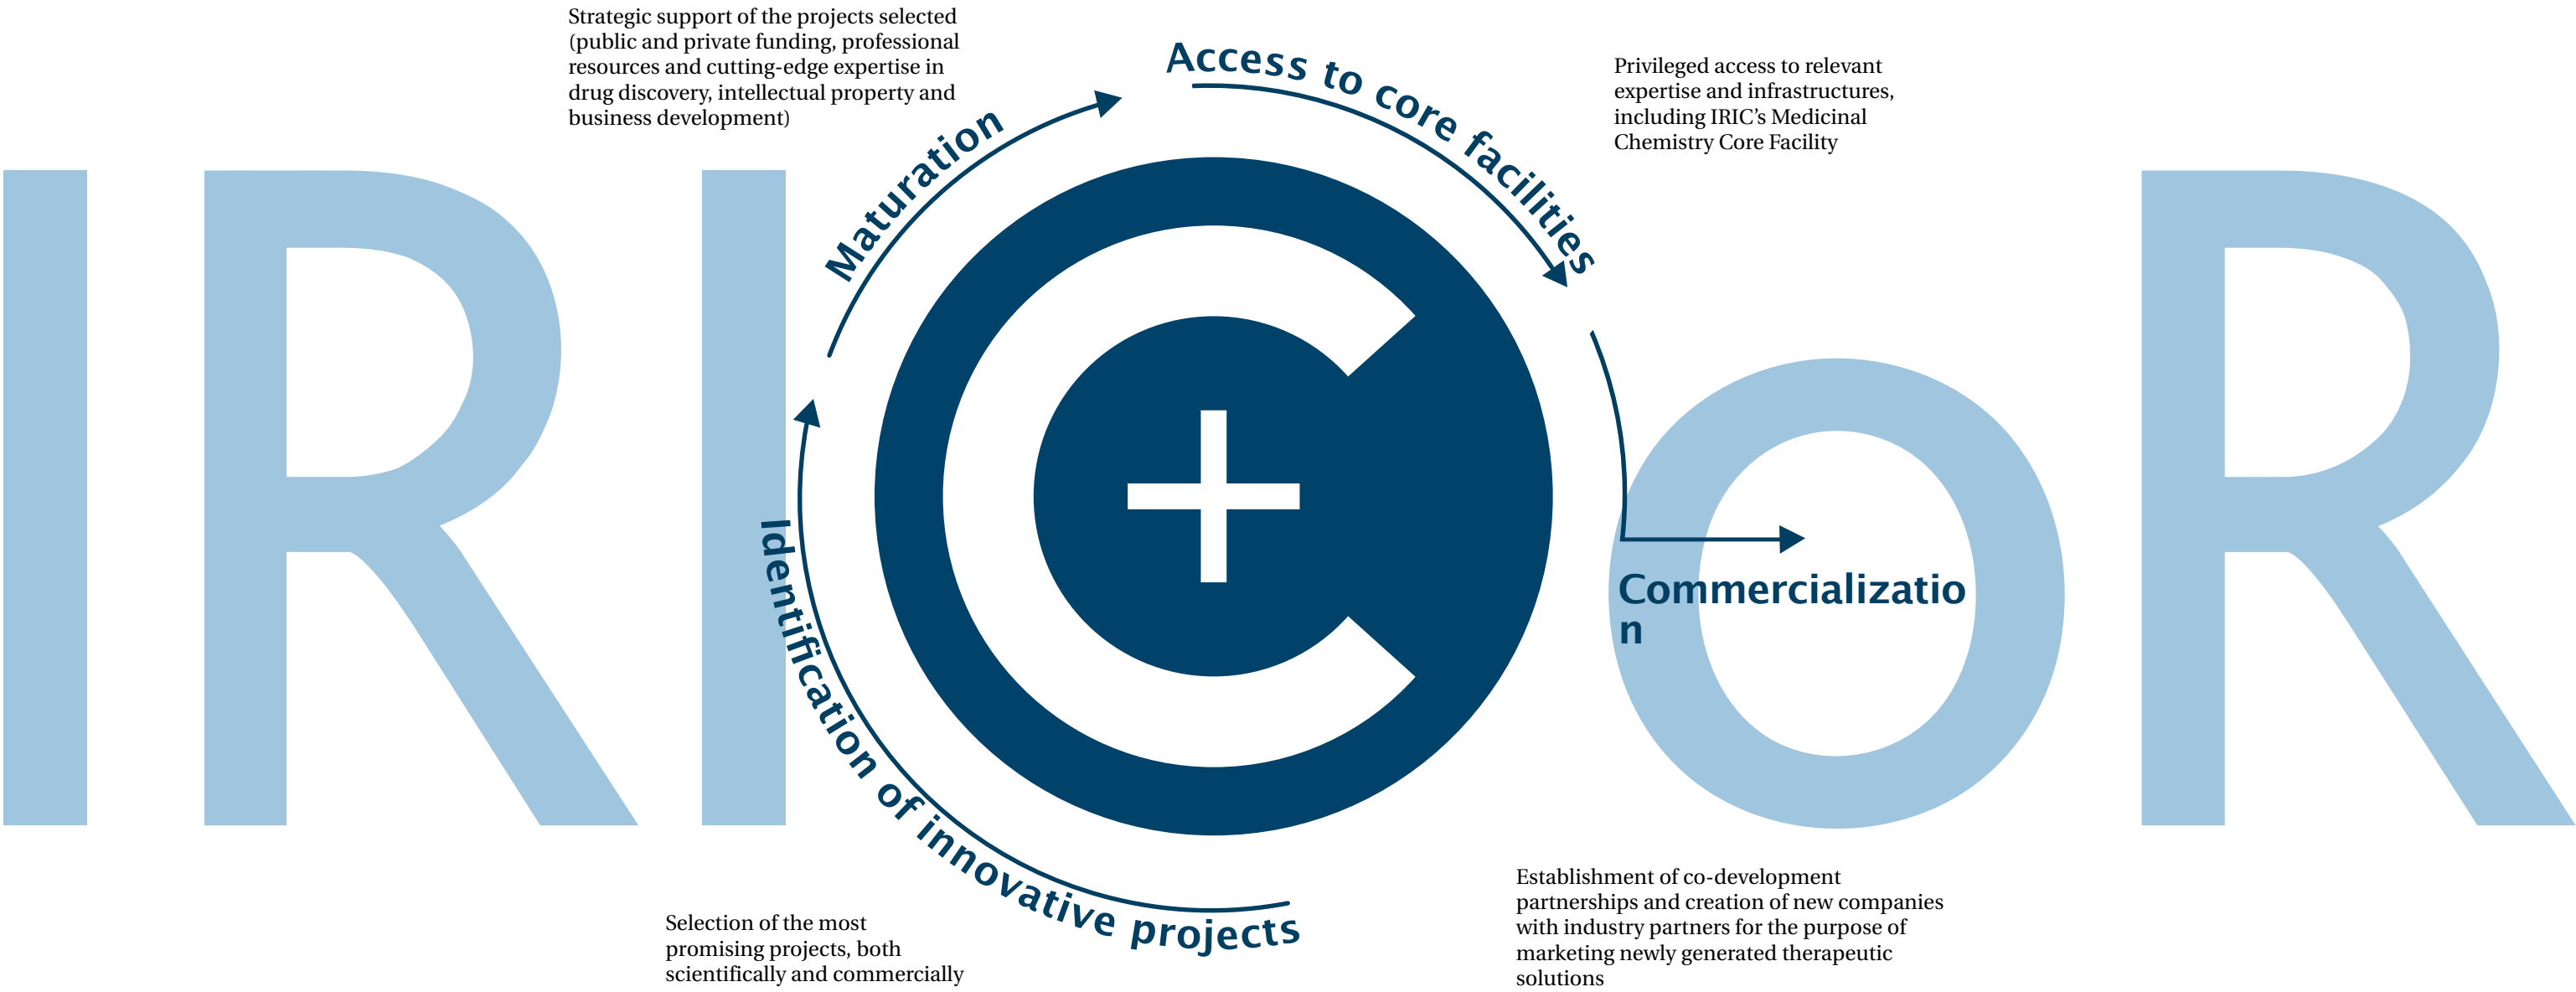 Strategic support of the projects selected
(public and private funding, professional
resources and cutting-edge expertise in
drug discovery, intellectual property and
business development)
Maturation
Access to core facilities
Privileged access to relevant
expertise and infrastructures,
including IRIC’s Medicinal
Chemistry Core Facility
IRICoR
+
Commercializatio
n
Identification of innovative projects
Selection of the most
promising projects, both
scientifically and commercially
Establishment of co-development
partnerships and creation of new companies
with industry partners for the purpose of
marketing newly generated therapeutic
solutions